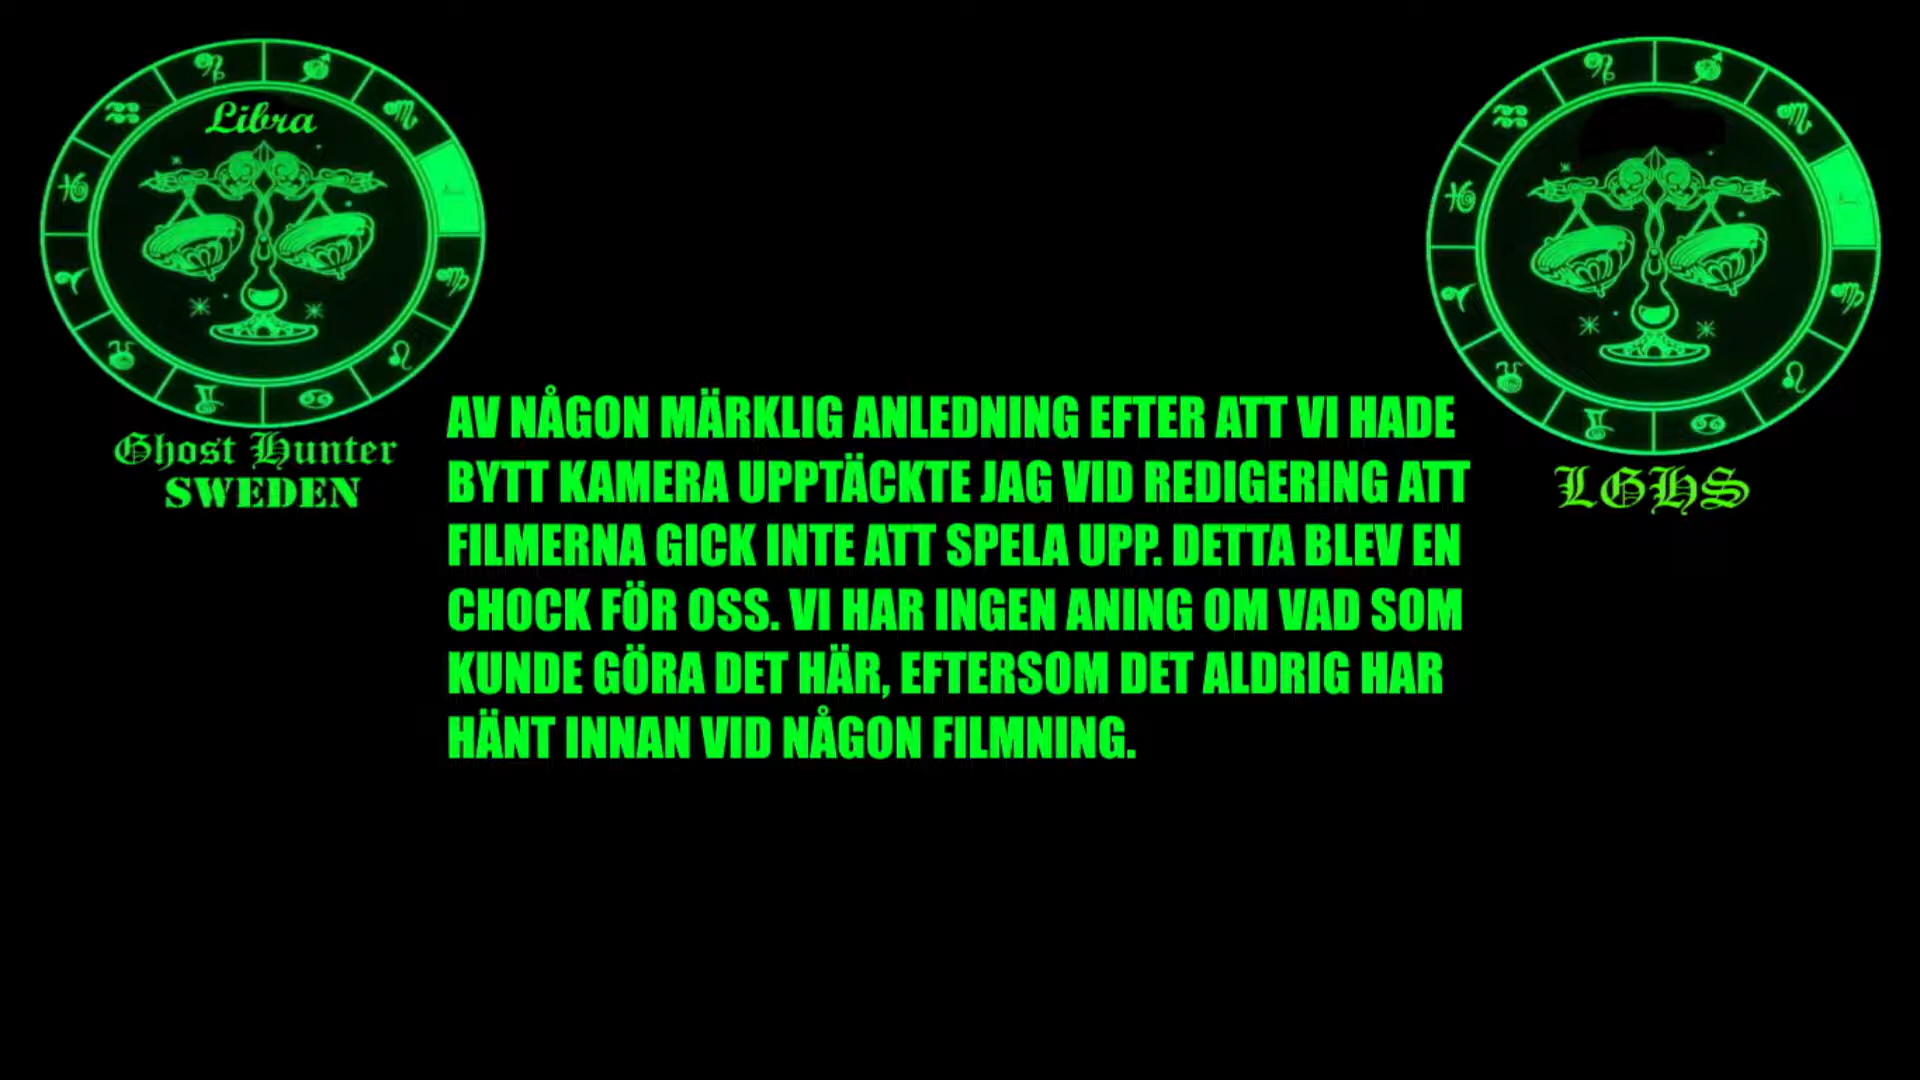 Libra
Ghost Hunter
SWEDEN
LGHS
AV NÅGON MÄRKLIG ANLEDNING EFTER ATT VI HADE
BYTT KAMERA UPPTÄCKTE JAG VID REDIGERING ATT
FILMERNA GICK INTE ATT SPELA UPP. DETTA BLEV EN
CHOCK FÖR OSS. VI HAR INGEN ANING OM VAD SOM
KUNDE GÖRA DET HÄR, EFTERSOM DET ALDRIG HAR
HÄNT INNAN VID NÅGON FILMNING.